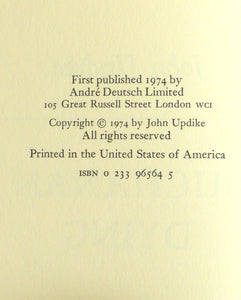 First published 1974 by
André Deutsch Limited
105 Great Russell Street London WC1
Copyright © 1974 by John Updike
All rights reserved
Printed in the United States of America
ISBN 0 233 96564 5